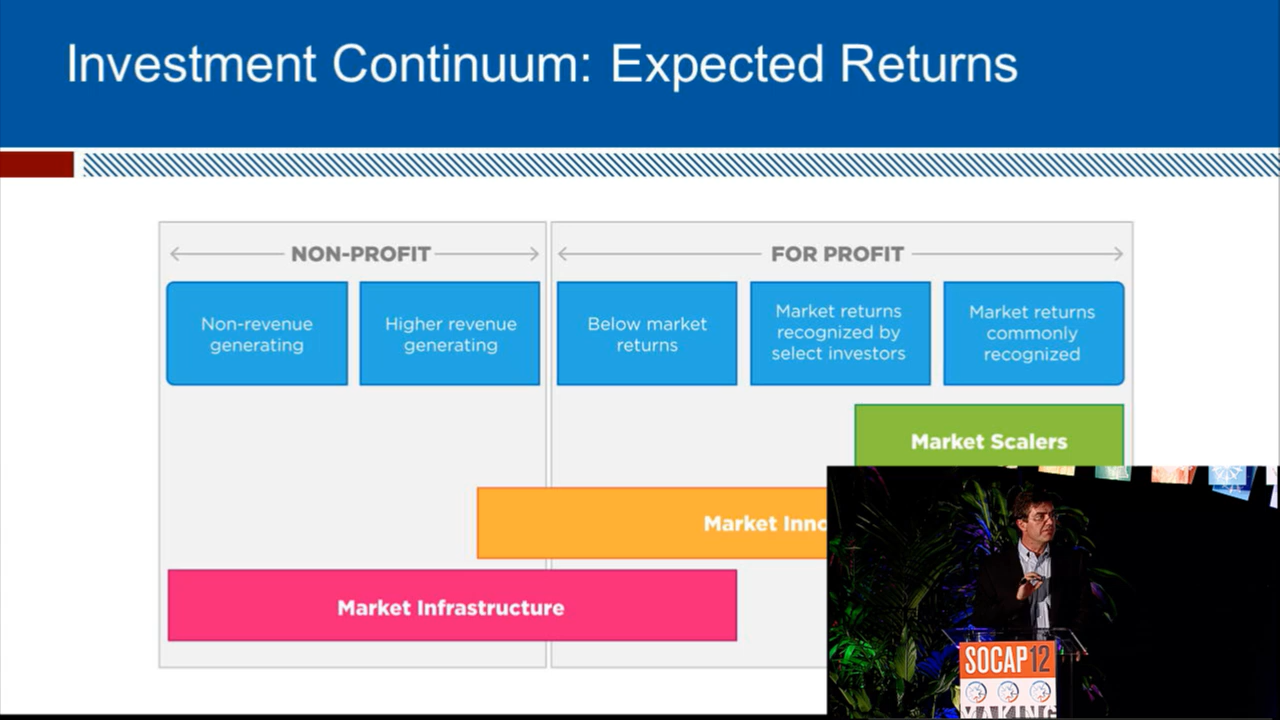 Investment Continuum: Expected Returns
NON-PROFIT
FOR PROFIT
Non-revenue
generating
Higher revenue
generating
Below market
returns
Market returns
recognized by
select investors
Market returns
commonly
recognized
Market Scalers
Market
Market Infrastructure
SOCAP12
MAKING